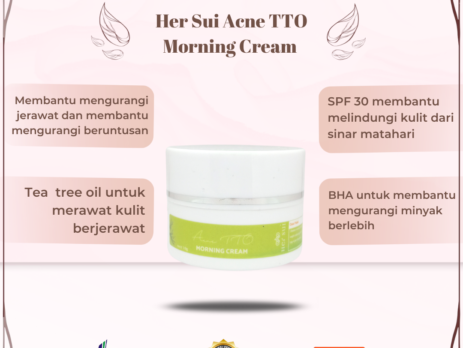 Her Sui Acne TTO
Morning Cream
Membantu mengurangi
jerawat dan membantu
mengurangi beruntusan
SPF 30 membantu
melindungi kulit dari
sinar matahari
Tea tree oil untuk
merawat kulit
berjerawat
BHA untuk membantu
mengurangi minyak
berlebih
MORNING CREAM